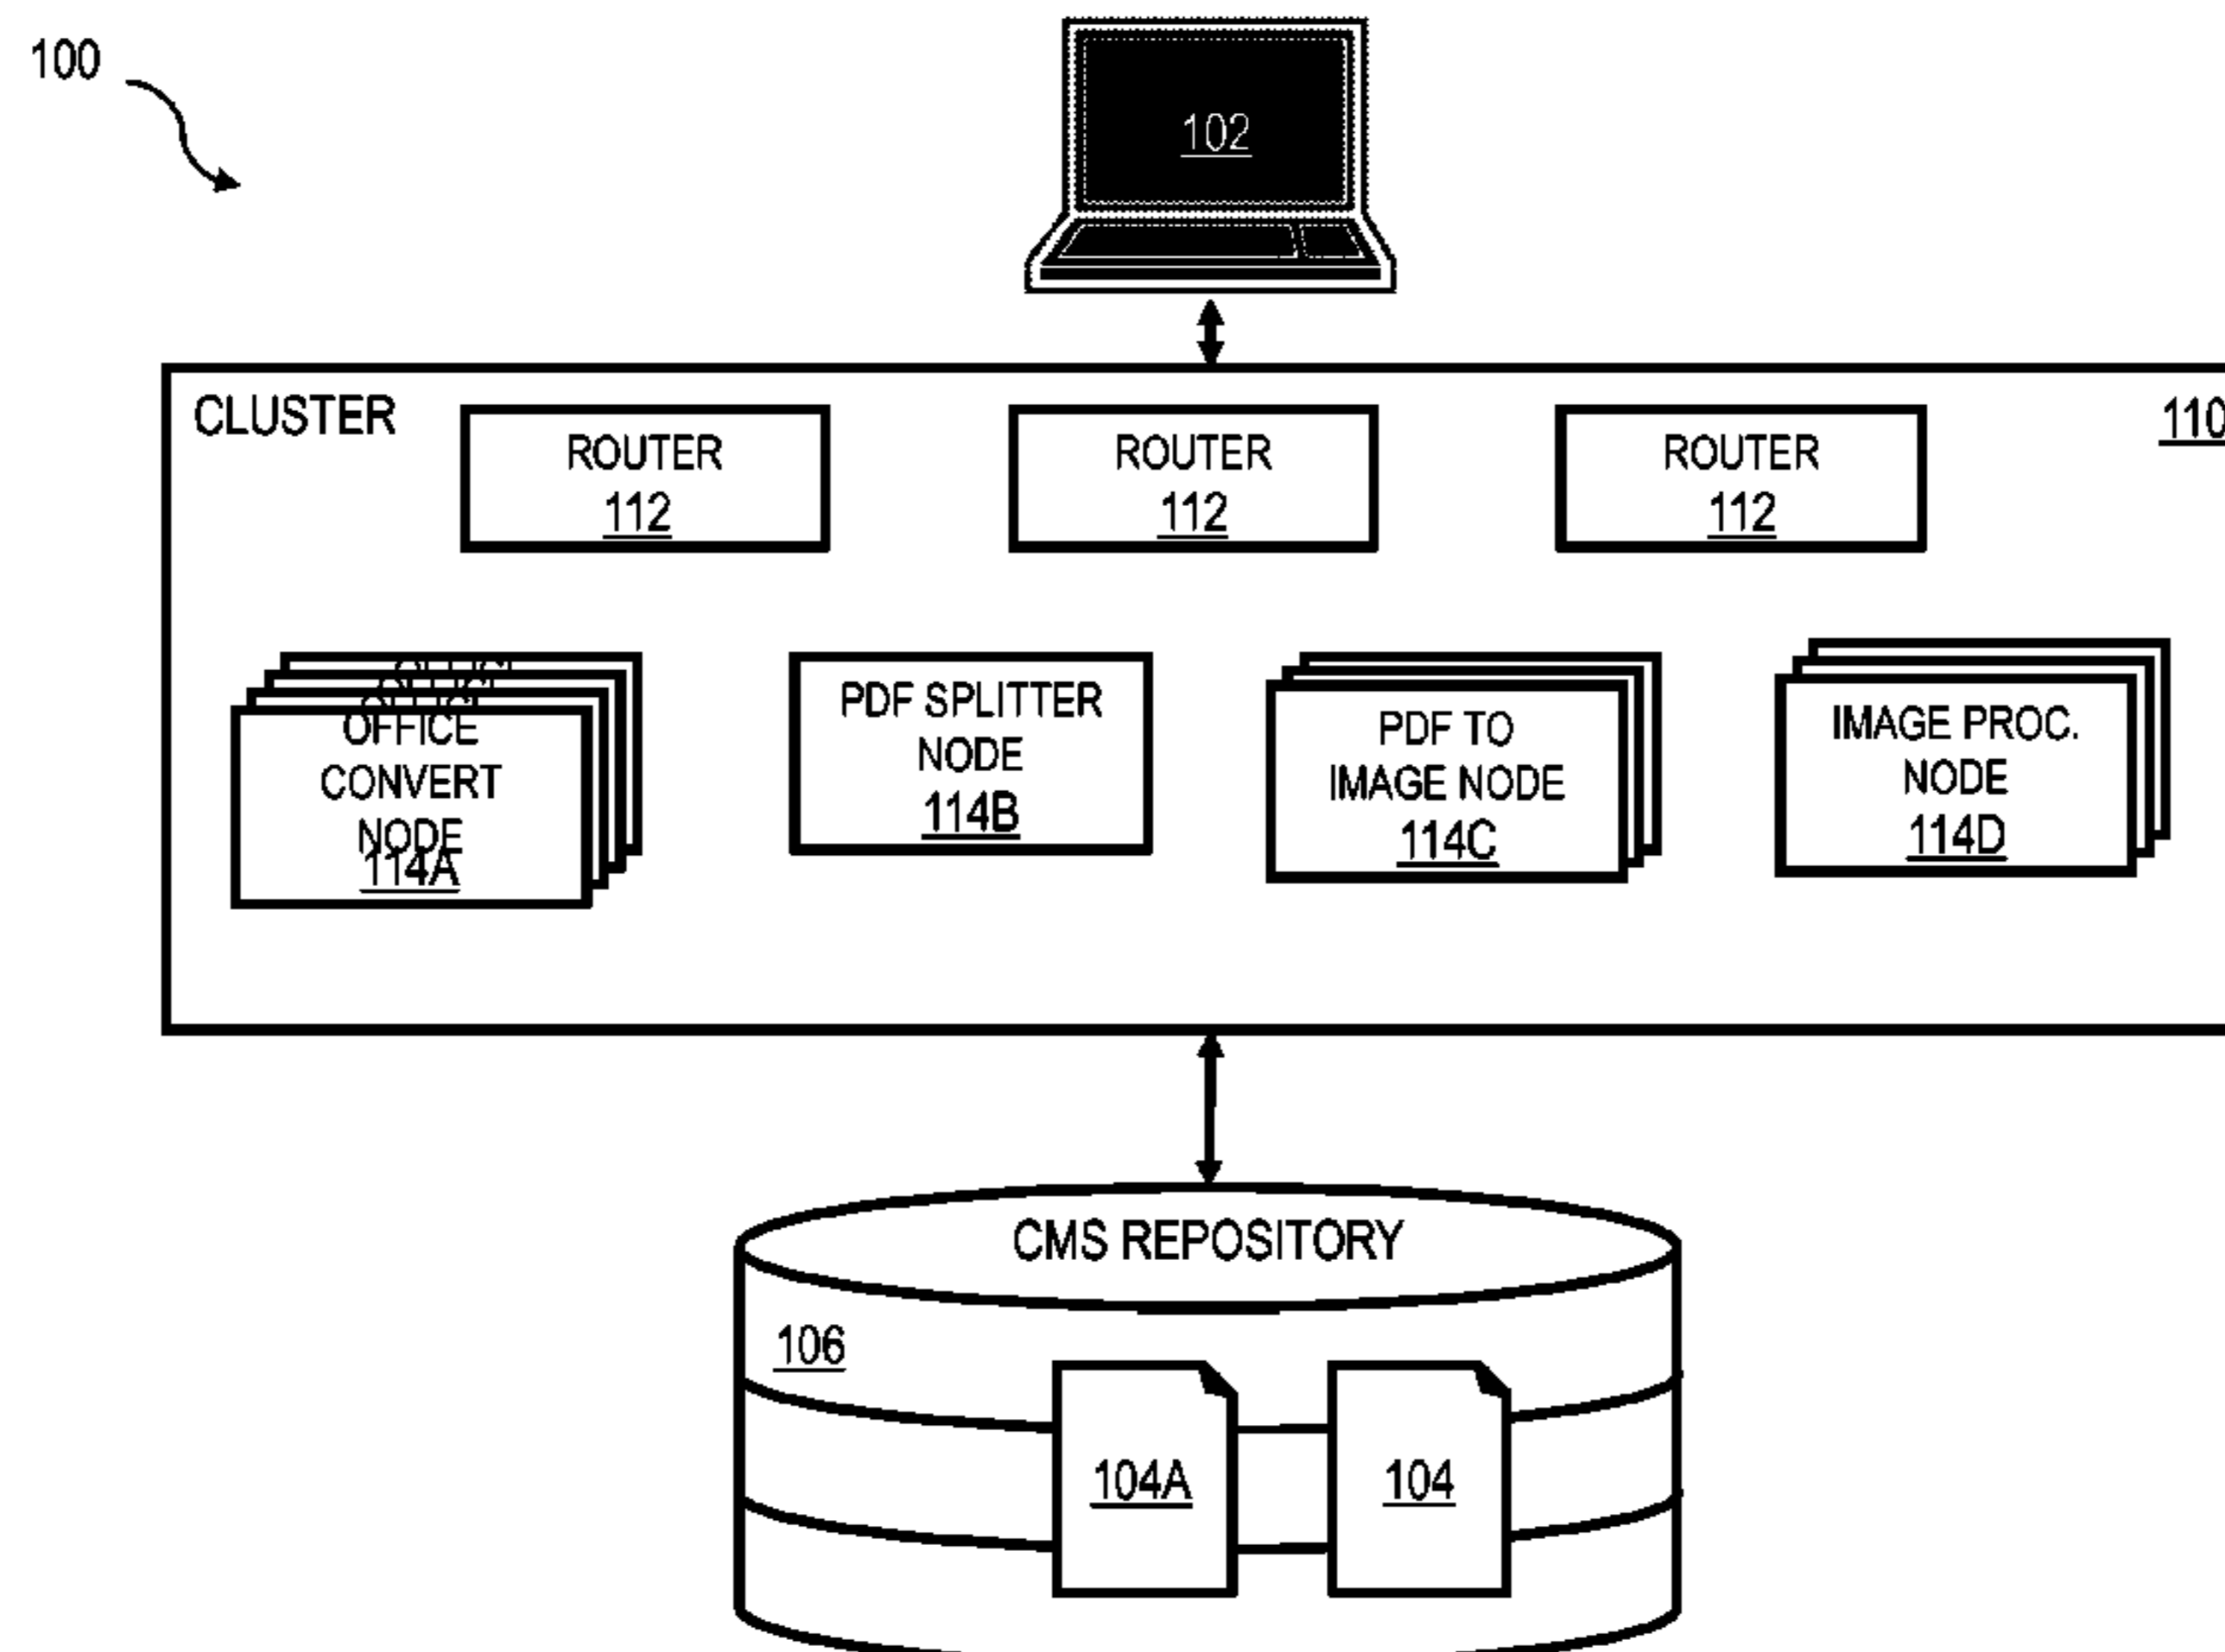 100
102
CLUSTER
110
ROUTER
112
ROUTER
112
ROUTER
112
OFFICE
CONVERT
NODE
114A
PDF SPLITTER
NODE
114B
PDF TO
IMAGE NODE
114C
IMAGE PROC.
NODE
114D
CMS REPOSITORY
106
104A
104